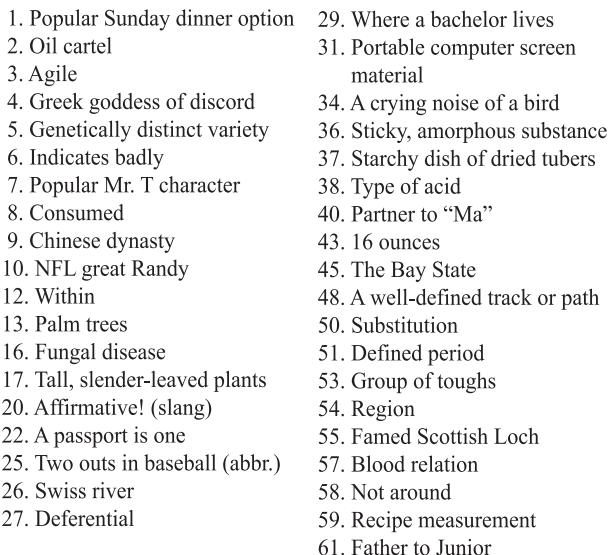 1. Popular Sunday dinner option
2. Oil cartel
3. Agile
4. Greek goddess of discord
5. Genetically distinct variety
6. Indicates badly
7. Popular Mr. T character
8. Consumed
9. Chinese dynasty
10. NFL great Randy
12. Within
13. Palm trees
16. Fungal disease
17. Tall, slender-leaved plants
20. Affirmative! (slang)
22. A passport is one
25. Two outs in baseball (abbr.)
26. Swiss river
27. Deferential
29. Where a bachelor lives
31. Portable computer screen
material
34. A crying noise of a bird
36. Sticky, amorphous substance
37. Starchy dish of dried tubers
38. Type of acid
40. Partner to “Ma”
43. 16 ounces
45. The Bay State
48. A well-defined track or path
50. Substitution
51. Defined period
53. Group of toughs
54. Region
55. Famed Scottish Loch
57. Blood relation
58. Not around
59. Recipe measurement
61. Father to Junior